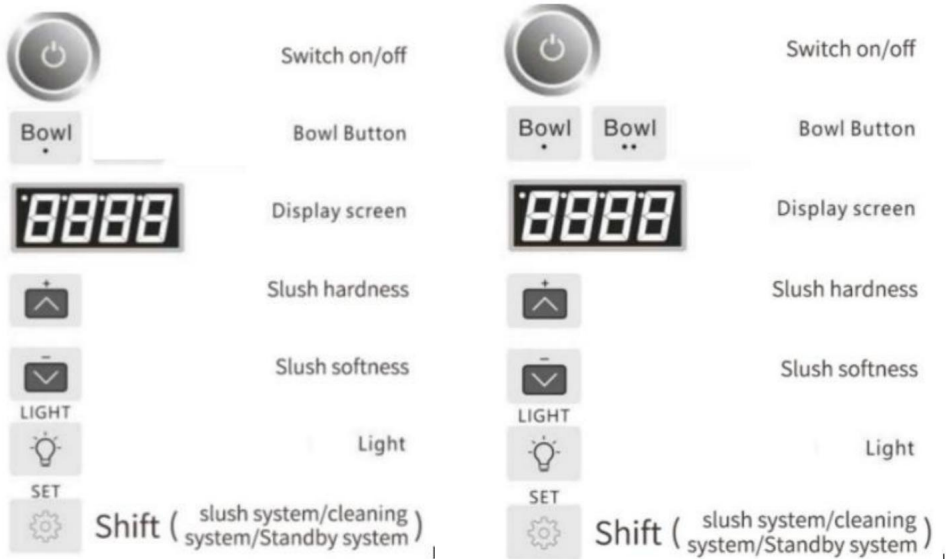 Switch on/off
Bowl
Bowl Button
8888
Display screen
+
Slush hardness
-
Slush softness
LIGHT
Light
SET
Shift ( slush system/cleaning
system/Standby system )
Switch on/off
Bowl Bowl
Bowl Button
8888
Display screen
+
Slush hardness
-
Slush softness
LIGHT
Light
SET
Shift ( slush system/cleaning
system/Standby system )